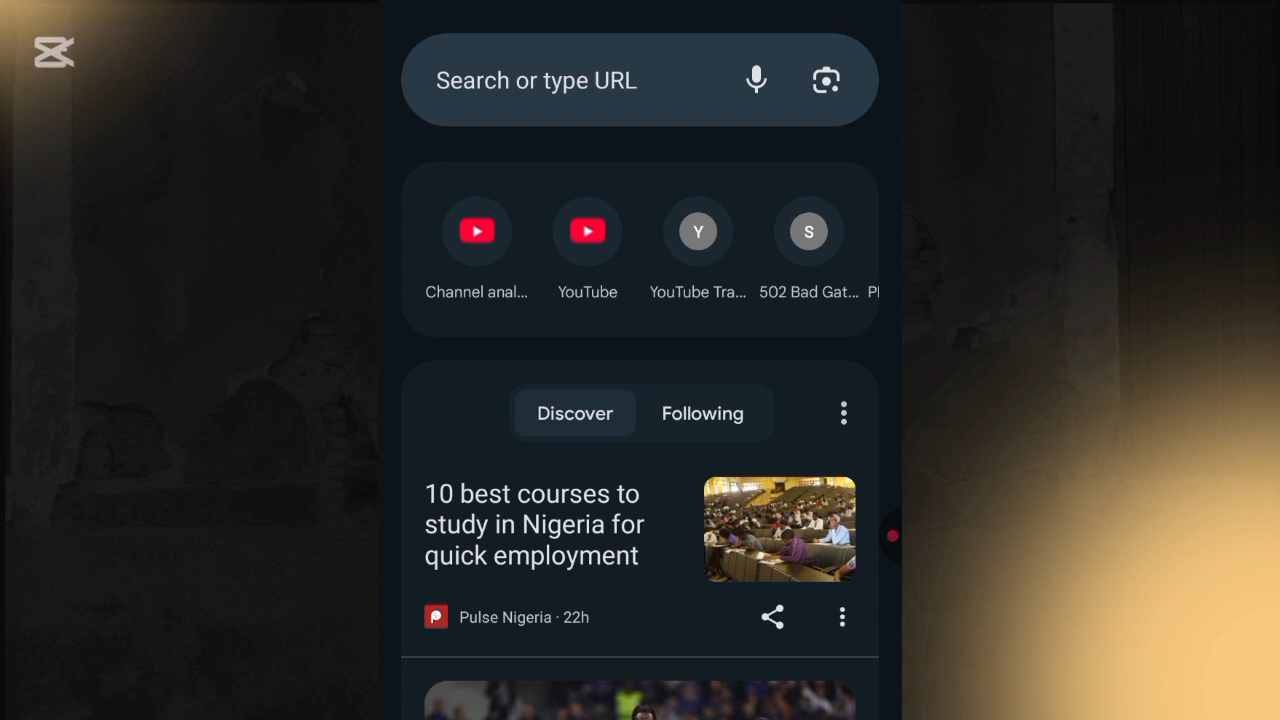 Search or type URL
Channel anal...
YouTube
YouTube Tra...
502 Bad Gat...
Y
S
Discover
Following
10 best courses to
study in Nigeria for
quick employment
Pulse Nigeria · 22h